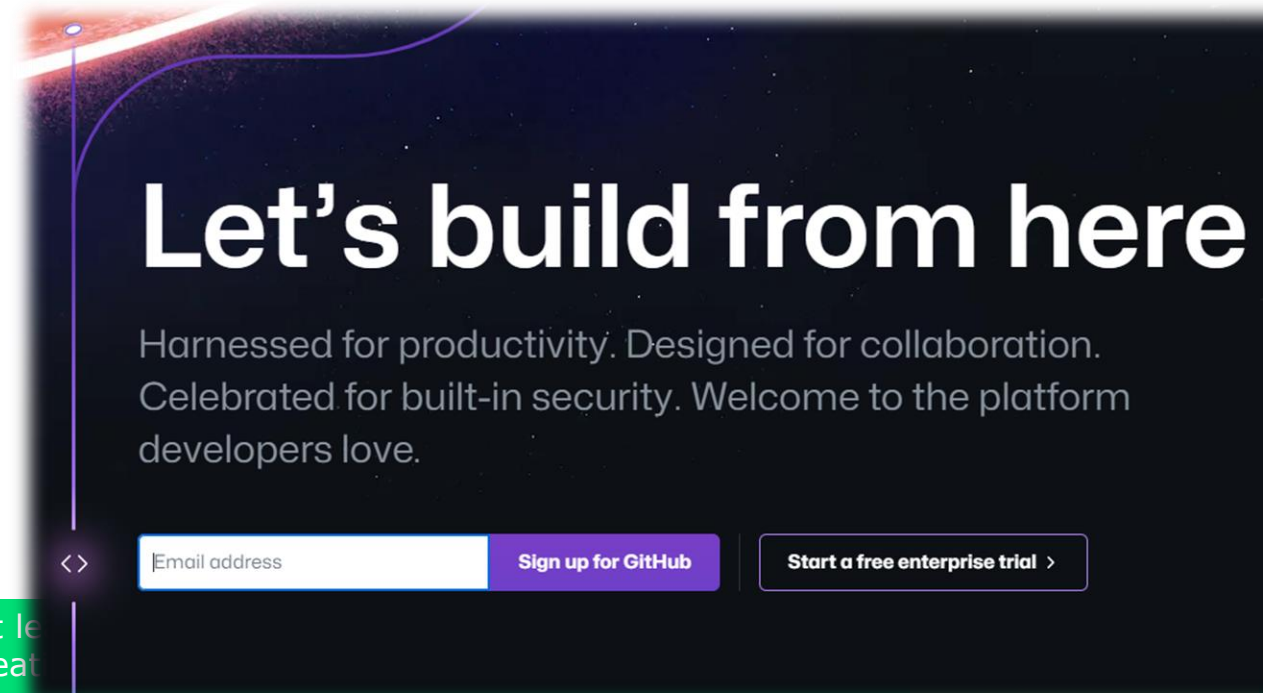 Let's build from here
Harnessed for productivity. Designed for collaboration.
Celebrated for built-in security. Welcome to the platform
developers love.
Email address
Sign up for GitHub
Start a free enterprise trial